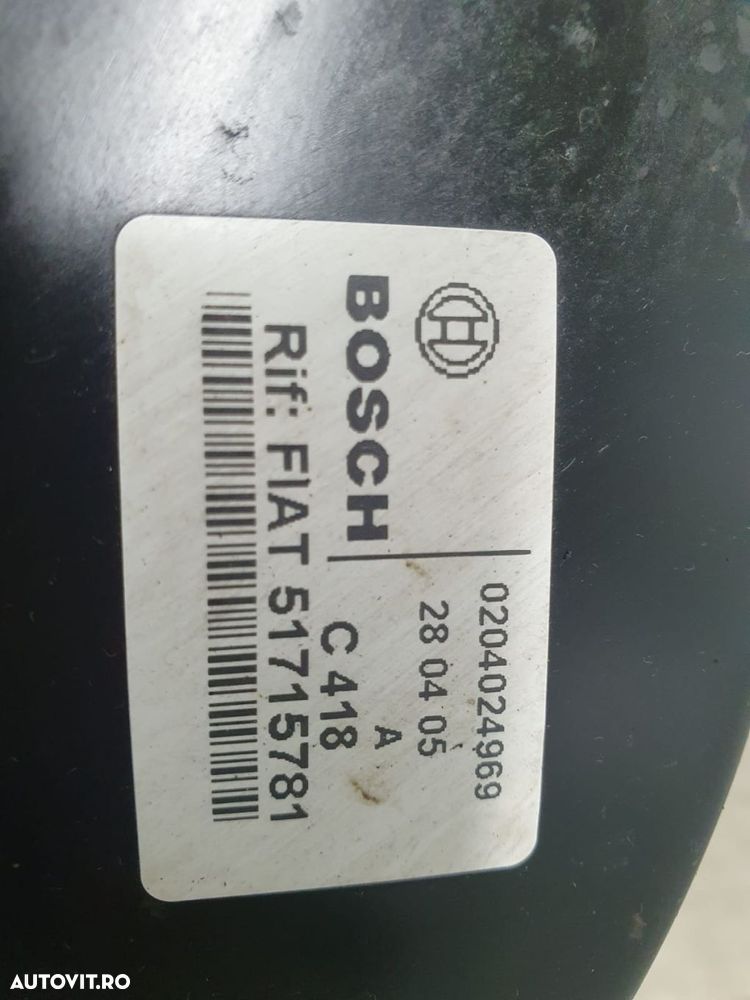 BOSCH
0204024969
28 04 05
A
C 418
Rif: FIAT 51715781
AUTOVIT.RO